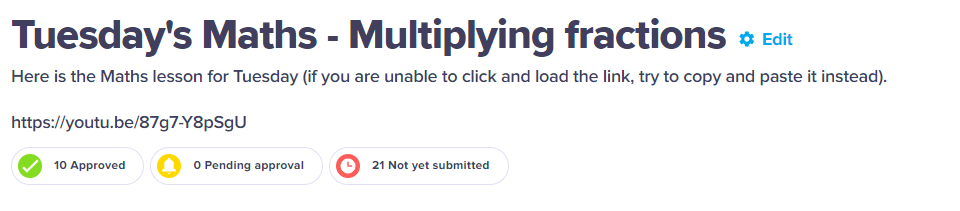 Tuesday's Maths - Multiplying fractions Edit
Here is the Maths lesson for Tuesday (if you are unable to click and load the link, try to copy and paste it instead).
https://youtu.be/87g7-Y8pSgU
10 Approved 0 Pending approval 21 Not yet submitted